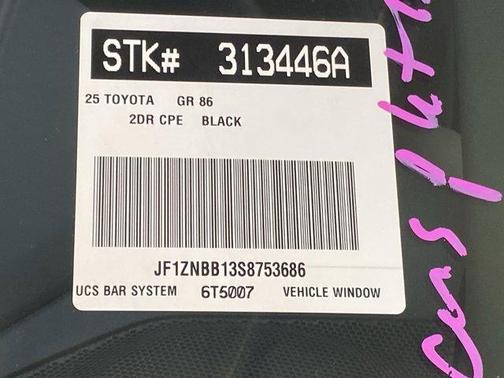 STK# 313446A
25 TOYOTA GR 86
2DR CPE BLACK
JF1ZNBB13S8753686
UCS BAR SYSTEM 6T5007 VEHICLE WINDOW